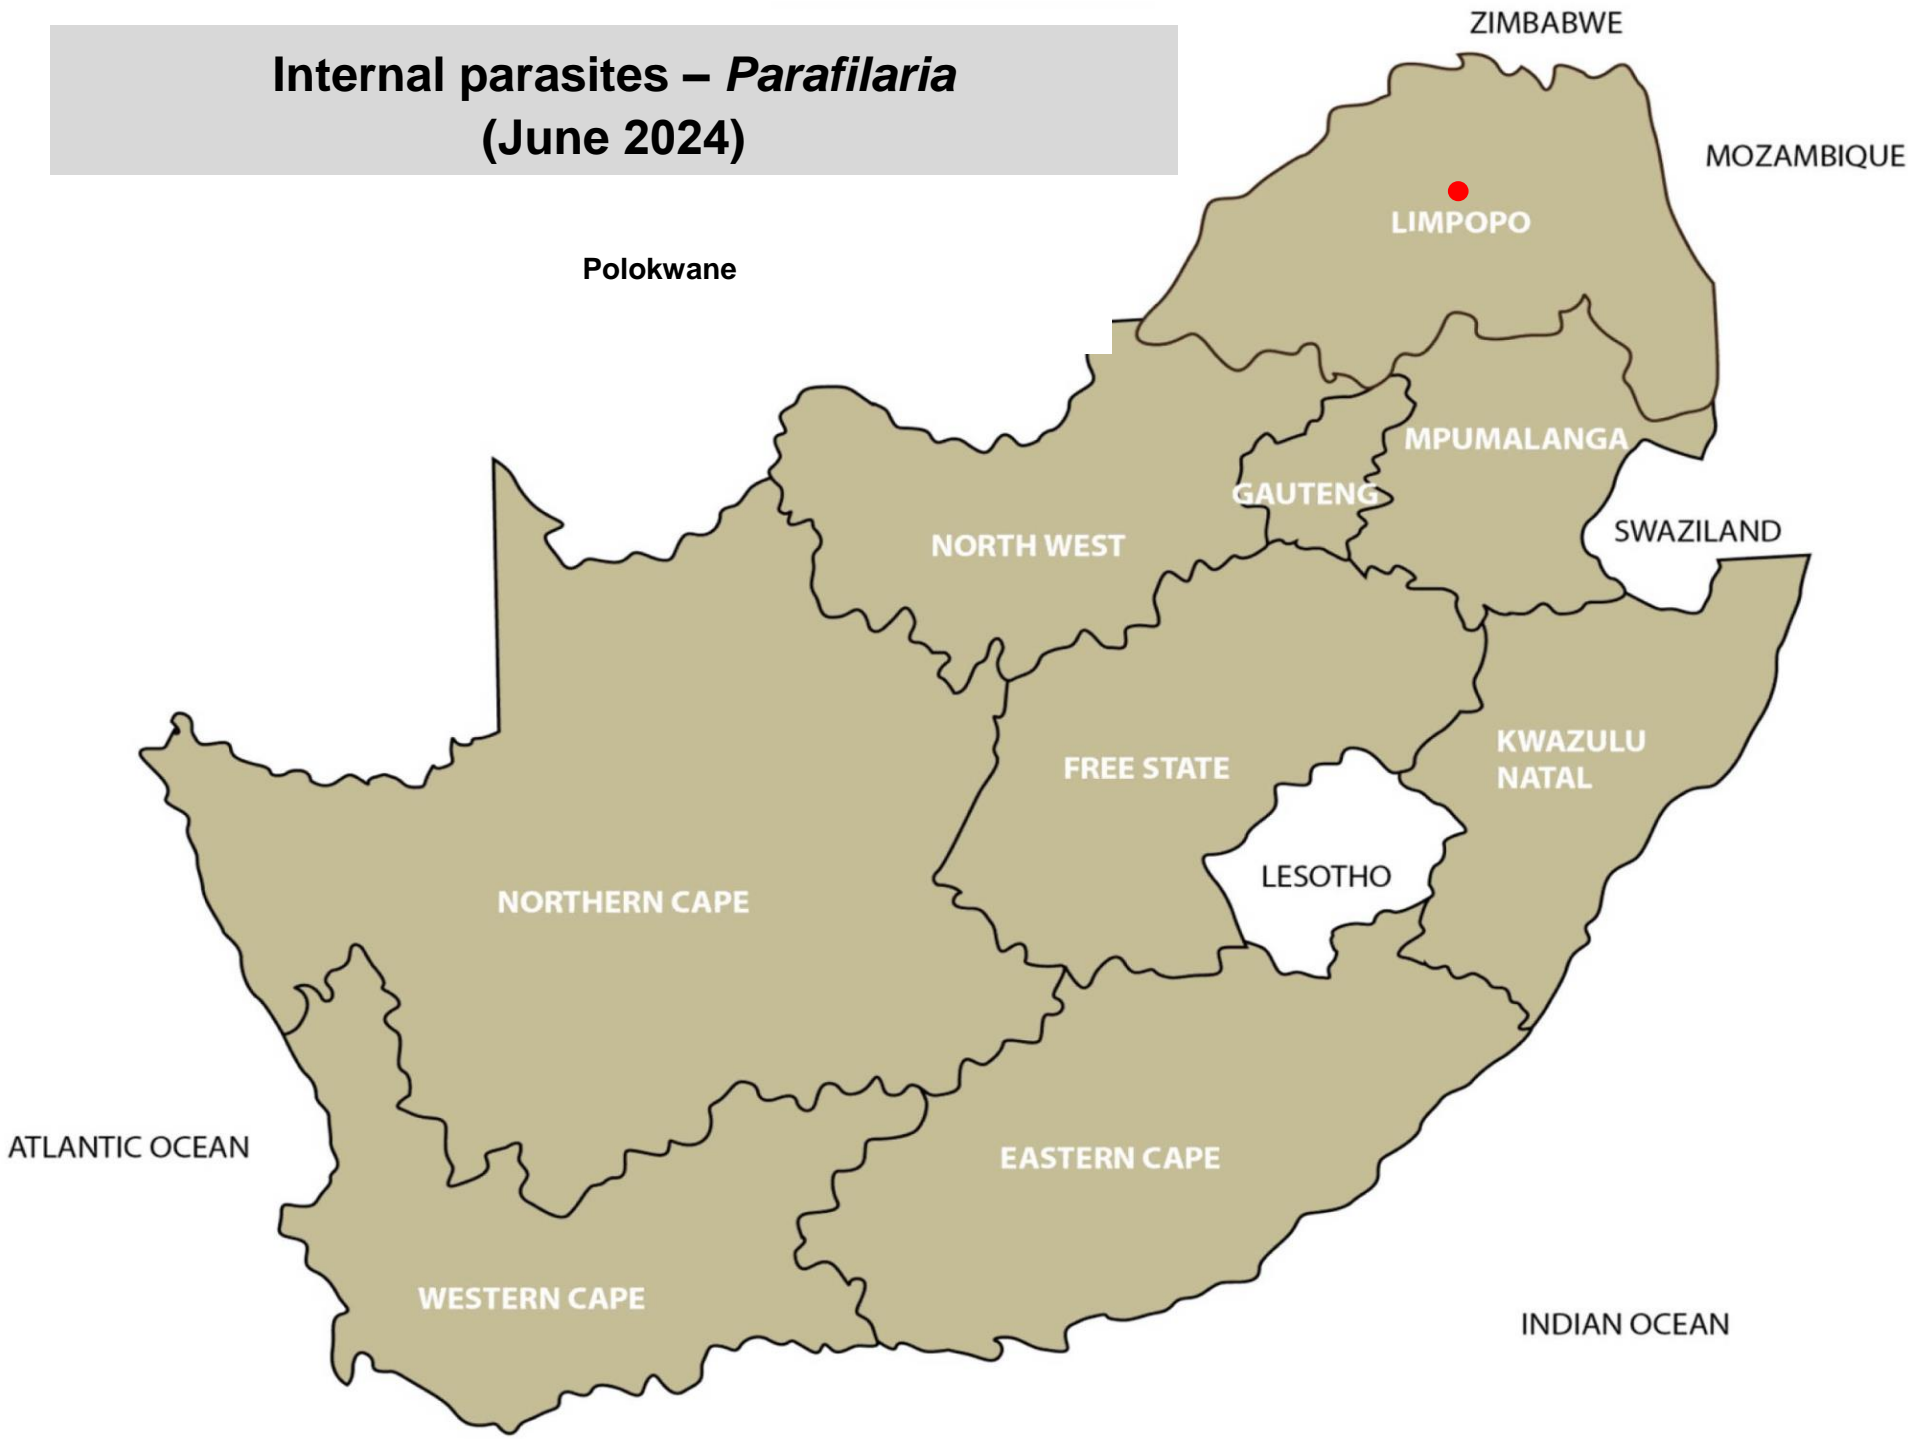 Internal parasites – Parafilaria
(June 2024)
ZIMBABWE
MOZAMBIQUE
LIMPOPO
Polokwane
MPUMALANGA
GAUTENG
SWAZILAND
NORTH WEST
KWAZULU
NATAL
FREE STATE
LESOTHO
NORTHERN CAPE
ATLANTIC OCEAN
EASTERN CAPE
WESTERN CAPE
INDIAN OCEAN